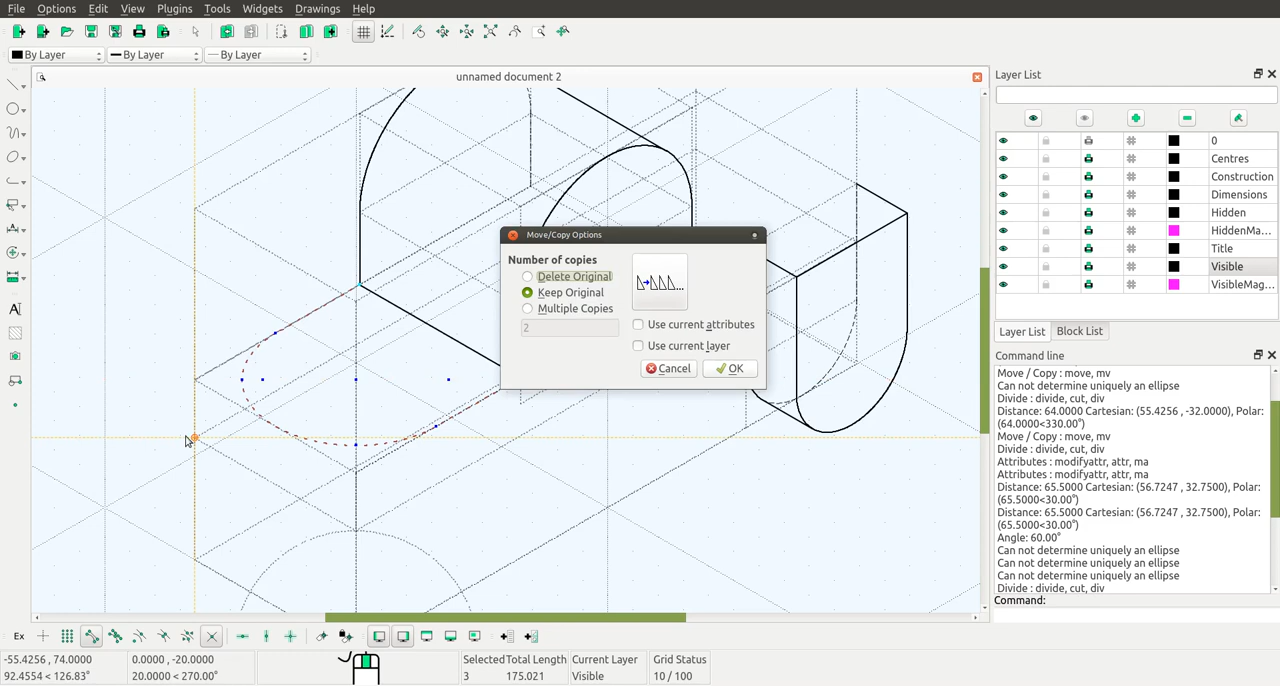 File Options Edit View Plugins Tools Widgets Drawings Help
By Layer By Layer By Layer
unnamed document 2
Layer List
0
Centres
Construction
Dimensions
Hidden
HiddenMa...
Title
Visible
VisibleMag...
Layer List Block List
Move/Copy Options
Number of copies
Delete Original
Keep Original
Multiple Copies
2
Use current attributes
Use current layer
Cancel OK
Command line
Move / Copy : move, mv
Can not determine uniquely an ellipse
Divide : divide, cut, div
Distance: 64.0000 Cartesian: (55.4256 , -32.0000), Polar:
(64.0000<330.00°)
Move / Copy : move, mv
Divide : divide, cut, div
Attributes : modifyattr, attr, ma
Attributes : modifyattr, attr, ma
Distance: 65.5000 Cartesian: (56.7247 , 32.7500), Polar:
(65.5000<30.00°)
Distance: 65.5000 Cartesian: (56.7247 , 32.7500), Polar:
(65.5000<30.00°)
Angle: 60.00°
Can not determine uniquely an ellipse
Can not determine uniquely an ellipse
Can not determine uniquely an ellipse
Divide : divide, cut, div
Command:
A
Ex
-55.4256 , 74.0000
92.4554 < 126.83°
0.0000 , -20.0000
20.0000 < 270.00°
Selected Total Length
3 175.021
Current Layer
Visible
Grid Status
10 / 100